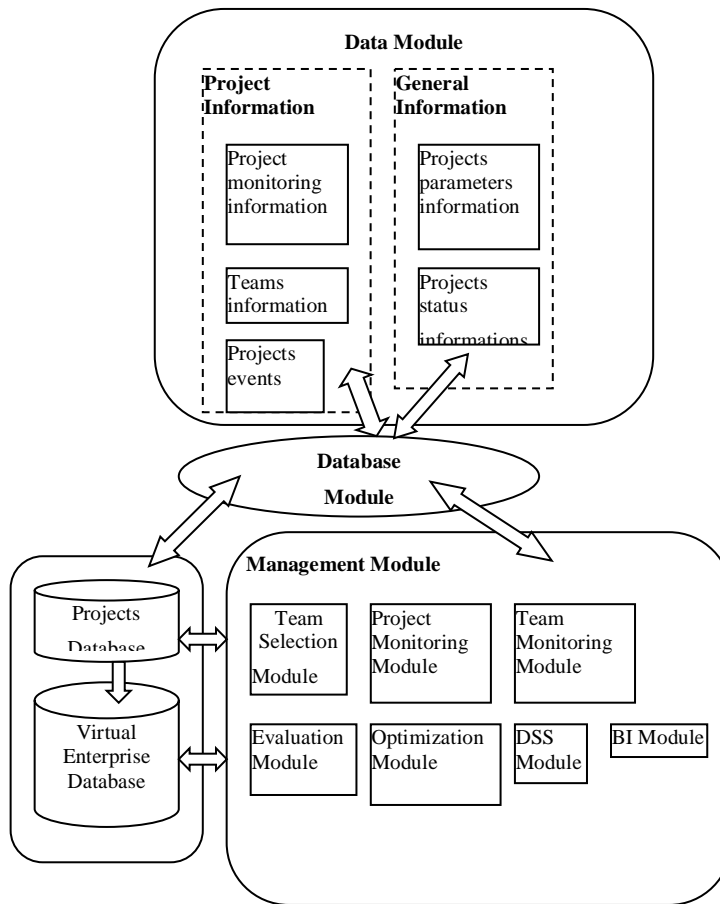 Data Module
Project
Information
Project
monitoring
information
Teams
information
Projects
events
General
Information
Projects
parameters
information
Projects
status
informations
Database
Module
Projects
Database
Virtual
Enterprise
Database
Management Module
Team
Selection
Module
Project
Monitoring
Module
Team
Monitoring
Module
Evaluation
Module
Optimization
Module
DSS
Module
BI Module